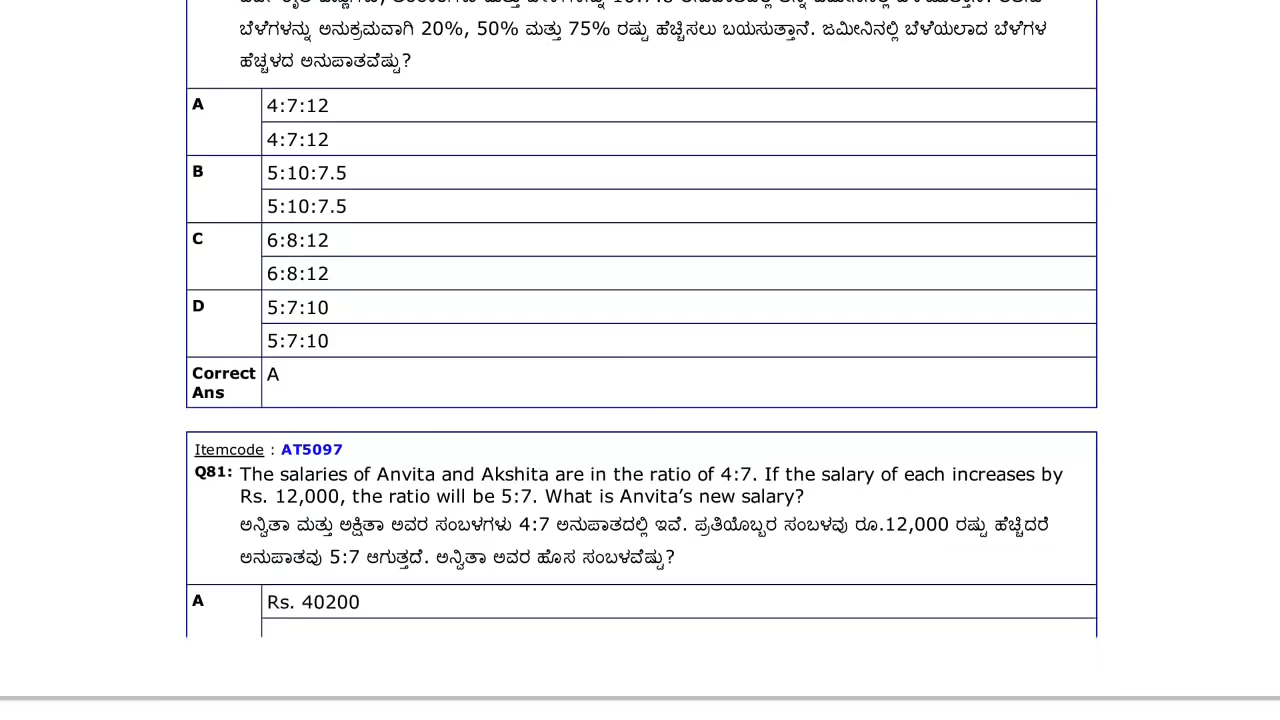 ಬೆಳೆಗಳನ್ನು ಅನುಕ್ರಮವಾಗಿ 20%, 50% ಮತ್ತು 75% ರಷ್ಟು ಹೆಚ್ಚಿಸಲು ಬಯಸುತ್ತಾನೆ. ಜಮೀನಿನಲ್ಲಿ ಬೆಳೆಯಲಾದ ಬೆಳೆಗಳ
ಹೆಚ್ಚಳದ ಅನುಪಾತವೆಷ್ಟು?
A 4:7:12
4:7:12
B 5:10:7.5
5:10:7.5
C 6:8:12
6:8:12
D 5:7:10
5:7:10
Correct A
Ans
Itemcode : AT5097
Q81: The salaries of Anvita and Akshita are in the ratio of 4:7. If the salary of each increases by
Rs. 12,000, the ratio will be 5:7. What is Anvita's new salary?
ಅನ್ವಿತಾ ಮತ್ತು ಅಕ್ಷಿತಾ ಅವರ ಸಂಬಳಗಳು 4:7 ಅನುಪಾತದಲ್ಲಿ ಇವೆ. ಪ್ರತಿಯೊಬ್ಬರ ಸಂಬಳವು ರೂ.12,000 ರಷ್ಟು ಹೆಚ್ಚಿದರೆ
ಅನುಪಾತವು 5:7 ಆಗುತ್ತದೆ. ಅನ್ವಿತಾ ಅವರ ಹೊಸ ಸಂಬಳವೆಷ್ಟು?
A Rs. 40200